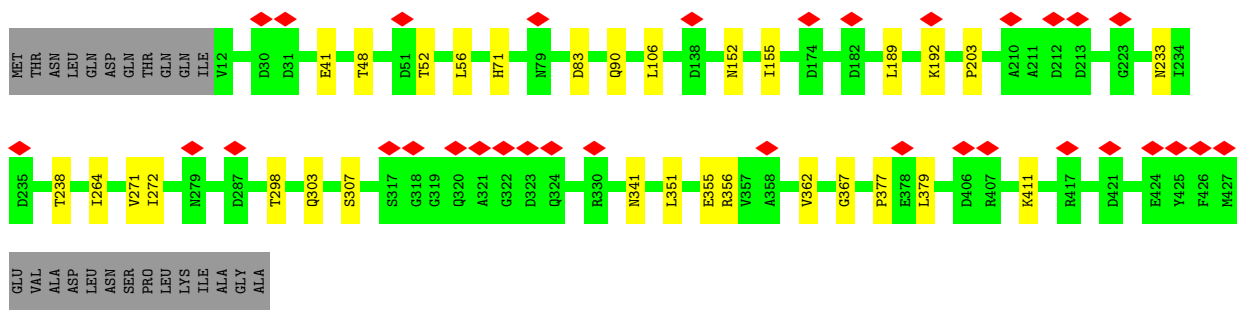 MET THR ASN LEU GLN ASP GLN THR GLN GLN ILE V12 D30 D31 E41 T48 D51 T52 L56 H71 N79 D83 Q90 L106 D138 N152 I155 D174 D182 L189 K192 P203 A210 A211 D212 D213 G223 N233 I234
D235 T238 I264 V271 I272 N279 D287 T298 Q303 S307 S317 G318 G319 Q320 A321 G322 D323 Q324 R330 N341 L351 E355 R356 V357 A358 V362 G367 P377 E378 L379 D406 R407 K411 R417 D421 E424 Y425 F426 M427
GLU VAL ALA ASP LEU ASN SER PRO LEU LYS ILE ALA GLY ALA